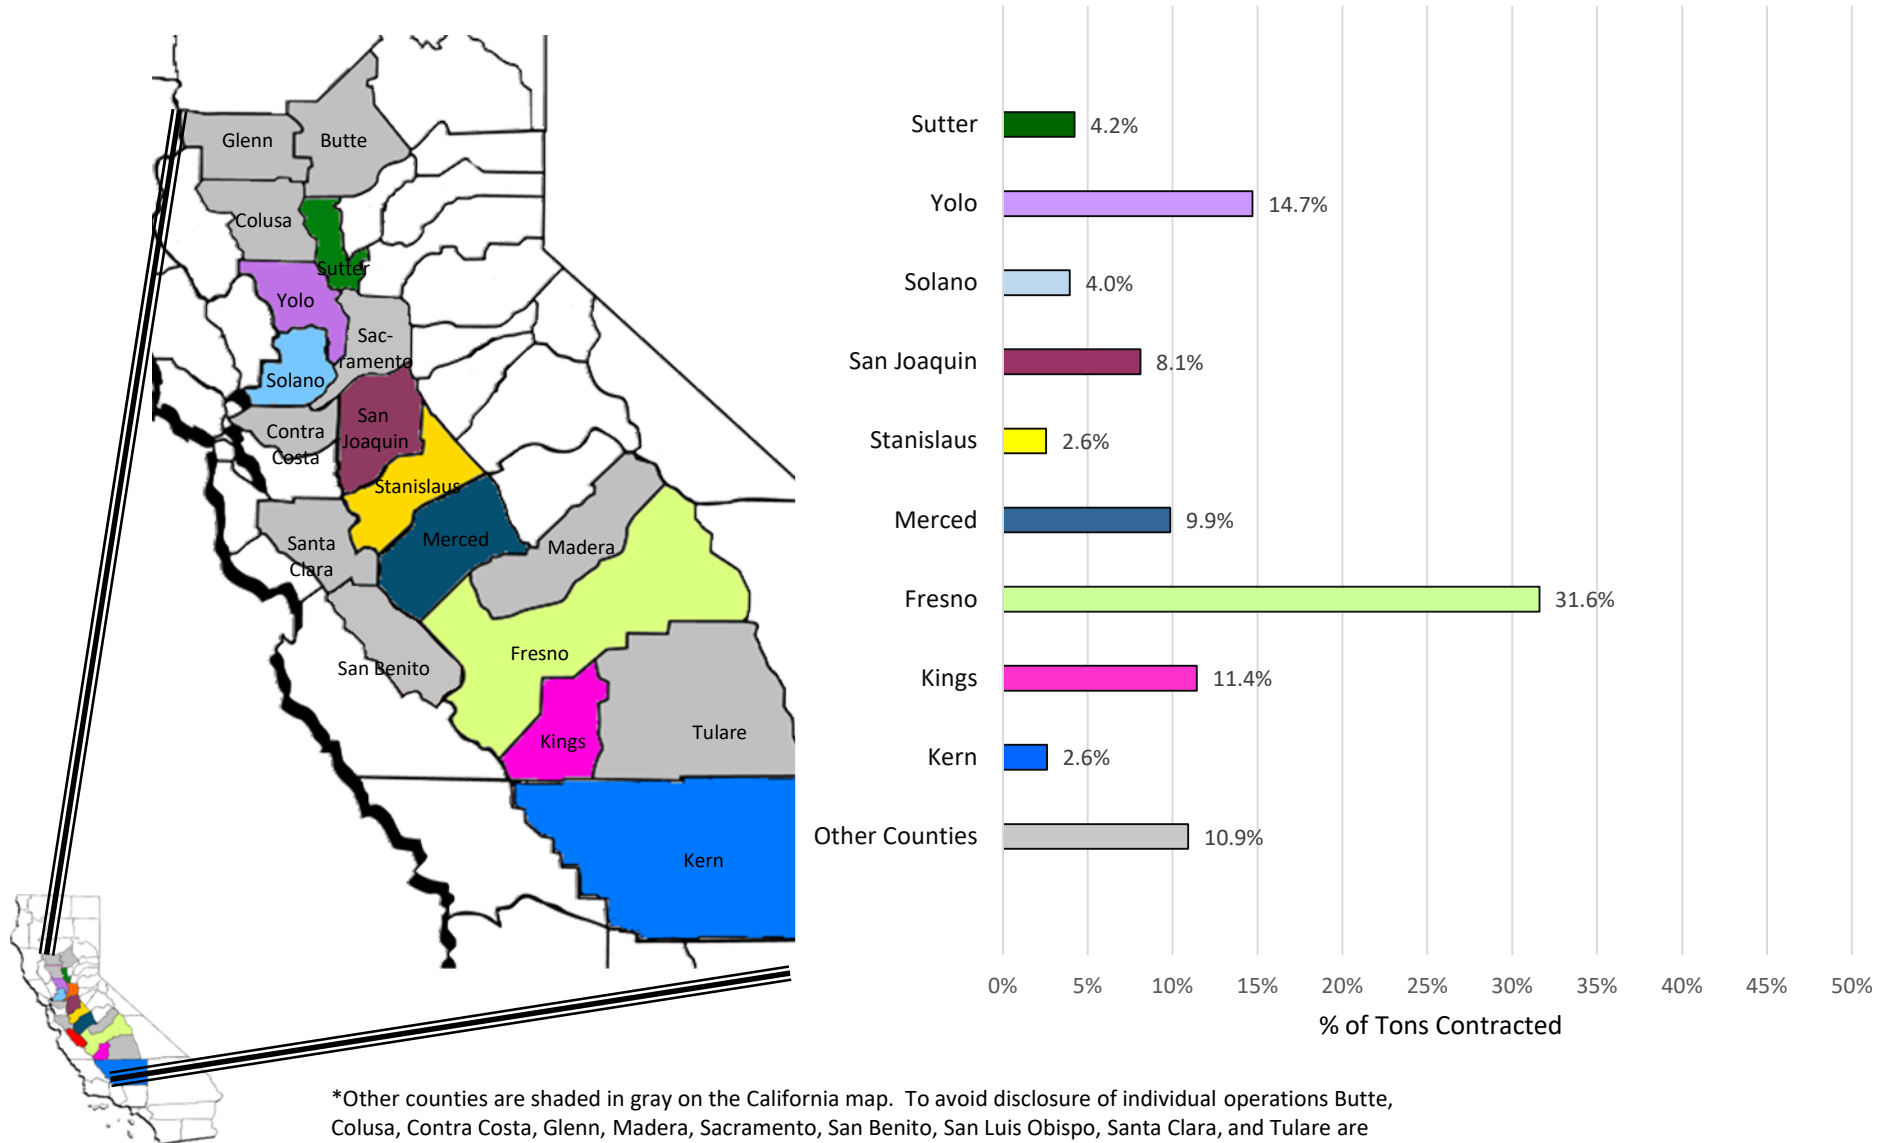 Glenn
Butte
Colusa
Sutter
Yolo
Sac-
ramento
Solano
San
Joaquin
Contra
Costa
Stanislaus
Santa
Clara
Merced
Madera
San Benito
Fresno
Kings
Tulare
Kern
Sutter
4.2%
Yolo
14.7%
Solano
4.0%
San Joaquin
8.1%
Stanislaus
2.6%
Merced
9.9%
Fresno
31.6%
Kings
11.4%
Kern
2.6%
Other Counties
10.9%
0% 5% 10% 15% 20% 25% 30% 35% 40% 45% 50%
% of Tons Contracted
*Other counties are shaded in gray on the California map. To avoid disclosure of individual operations Butte,
Colusa, Contra Costa, Glenn, Madera, Sacramento, San Benito, San Luis Obispo, Santa Clara, and Tulare are